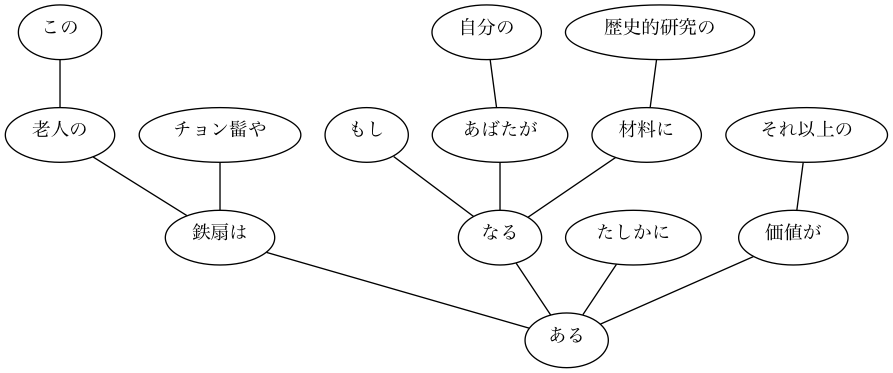 この
自分の
歴史的研究の
老人の
チョン髷や
もし
あばたが
材料に
それ以上の
鉄扇は
なる
たしかに
価値が
ある